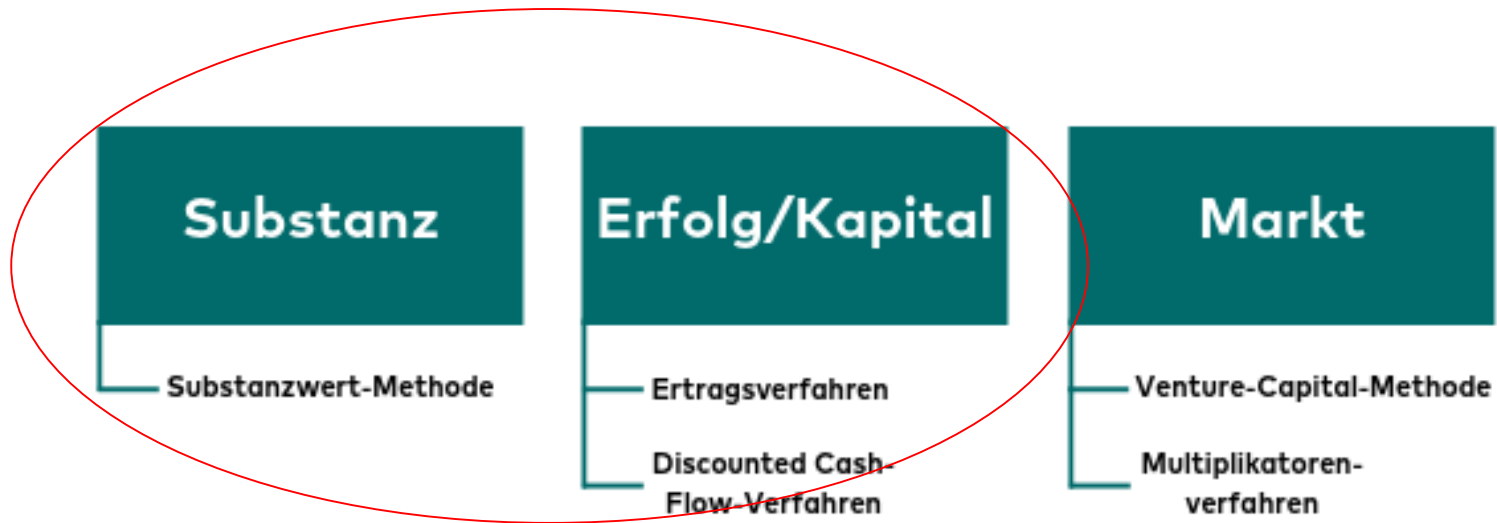 Substanz
Substanzwert-Methode
Erfolg/Kapital
Ertragsverfahren
Discounted Cash-
Flow-Verfahren
Markt
Venture-Capital-Methode
Multiplikatoren-
verfahren